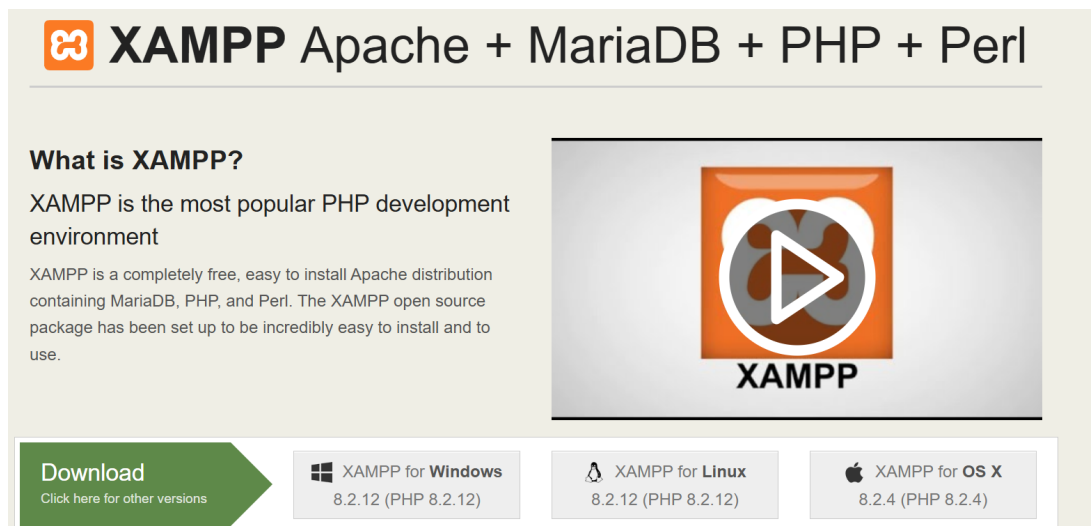 XAMPP Apache + MariaDB + PHP + Perl
What is XAMPP?
XAMPP is the most popular PHP development
environment
XAMPP is a completely free, easy to install Apache distribution
containing MariaDB, PHP, and Perl. The XAMPP open source
package has been set up to be incredibly easy to install and to
use.
XAMPP
Download
Click here for other versions
XAMPP for Windows
8.2.12 (PHP 8.2.12)
XAMPP for Linux
8.2.12 (PHP 8.2.12)
XAMPP for OS X
8.2.4 (PHP 8.2.4)